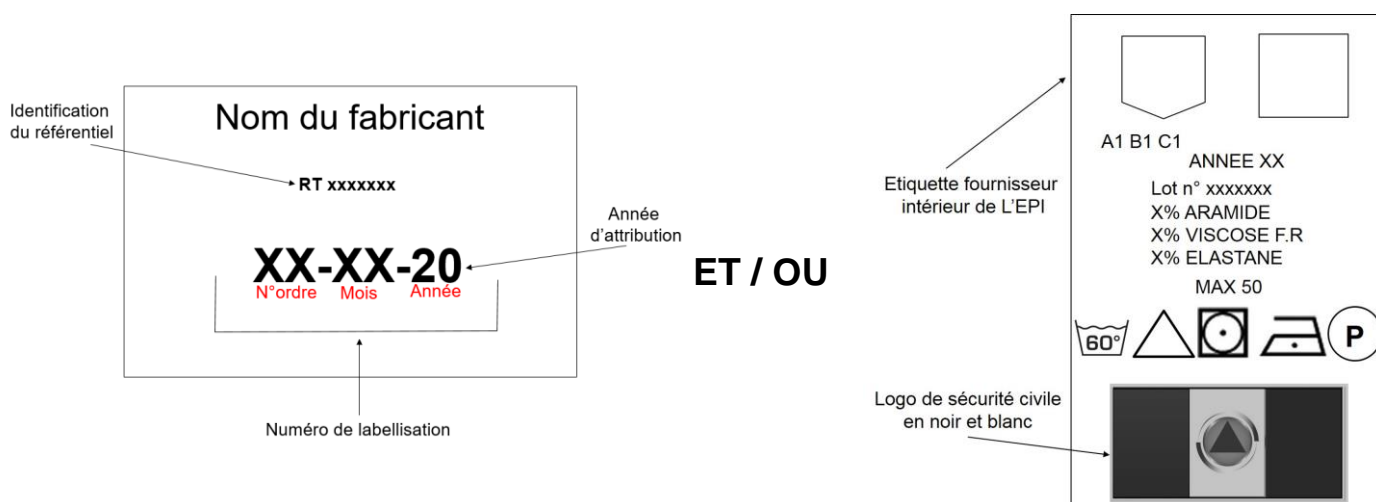 Identification
du référentiel
Nom du fabricant
RT xxxxxxx
Année
d'attribution
XX-XX-20
N°ordre Mois Année
Numéro de labellisation
ET / OU
Etiquette fournisseur
intérieur de L'EPI
A1 B1 C1
ANNEE XX
Lot n° xxxxxxx
X% ARAMIDE
X% VISCOSE F.R
X% ELASTANE
MAX 50
60° P
Logo de sécurité civile
en noir et blanc